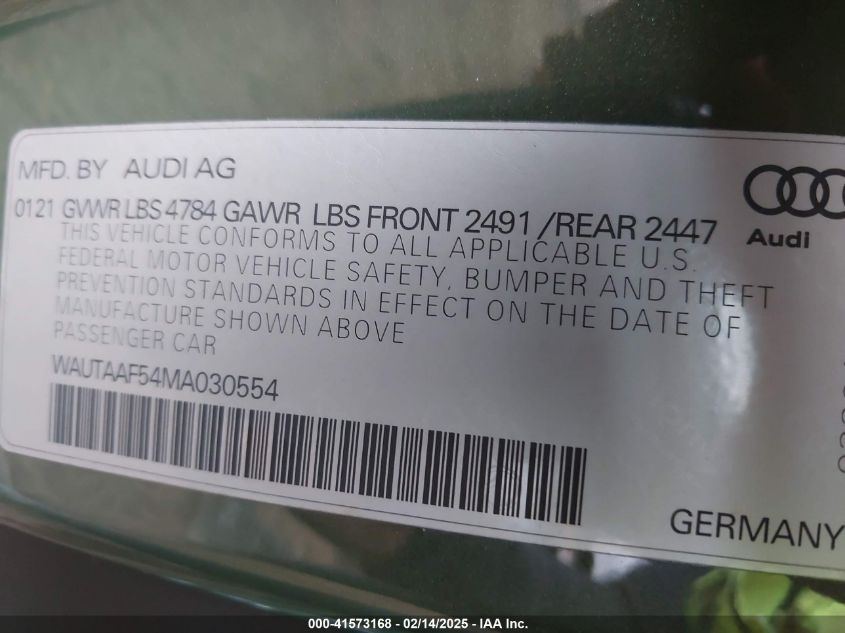 MFD. BY AUDI AG
0121 GVWR LBS 4784 GAWR LBS FRONT 2491 /REAR 2447
THIS VEHICLE CONFORMS TO ALL APPLICABLE U.S.
FEDERAL MOTOR VEHICLE SAFETY, BUMPER AND THEFT
PREVENTION STANDARDS IN EFFECT ON THE DATE OF
MANUFACTURE SHOWN ABOVE
PASSENGER CAR
WAUTAAF54MA030554
Audi
GERMANY
000-41573168 - 02/14/2025 - IAA Inc.